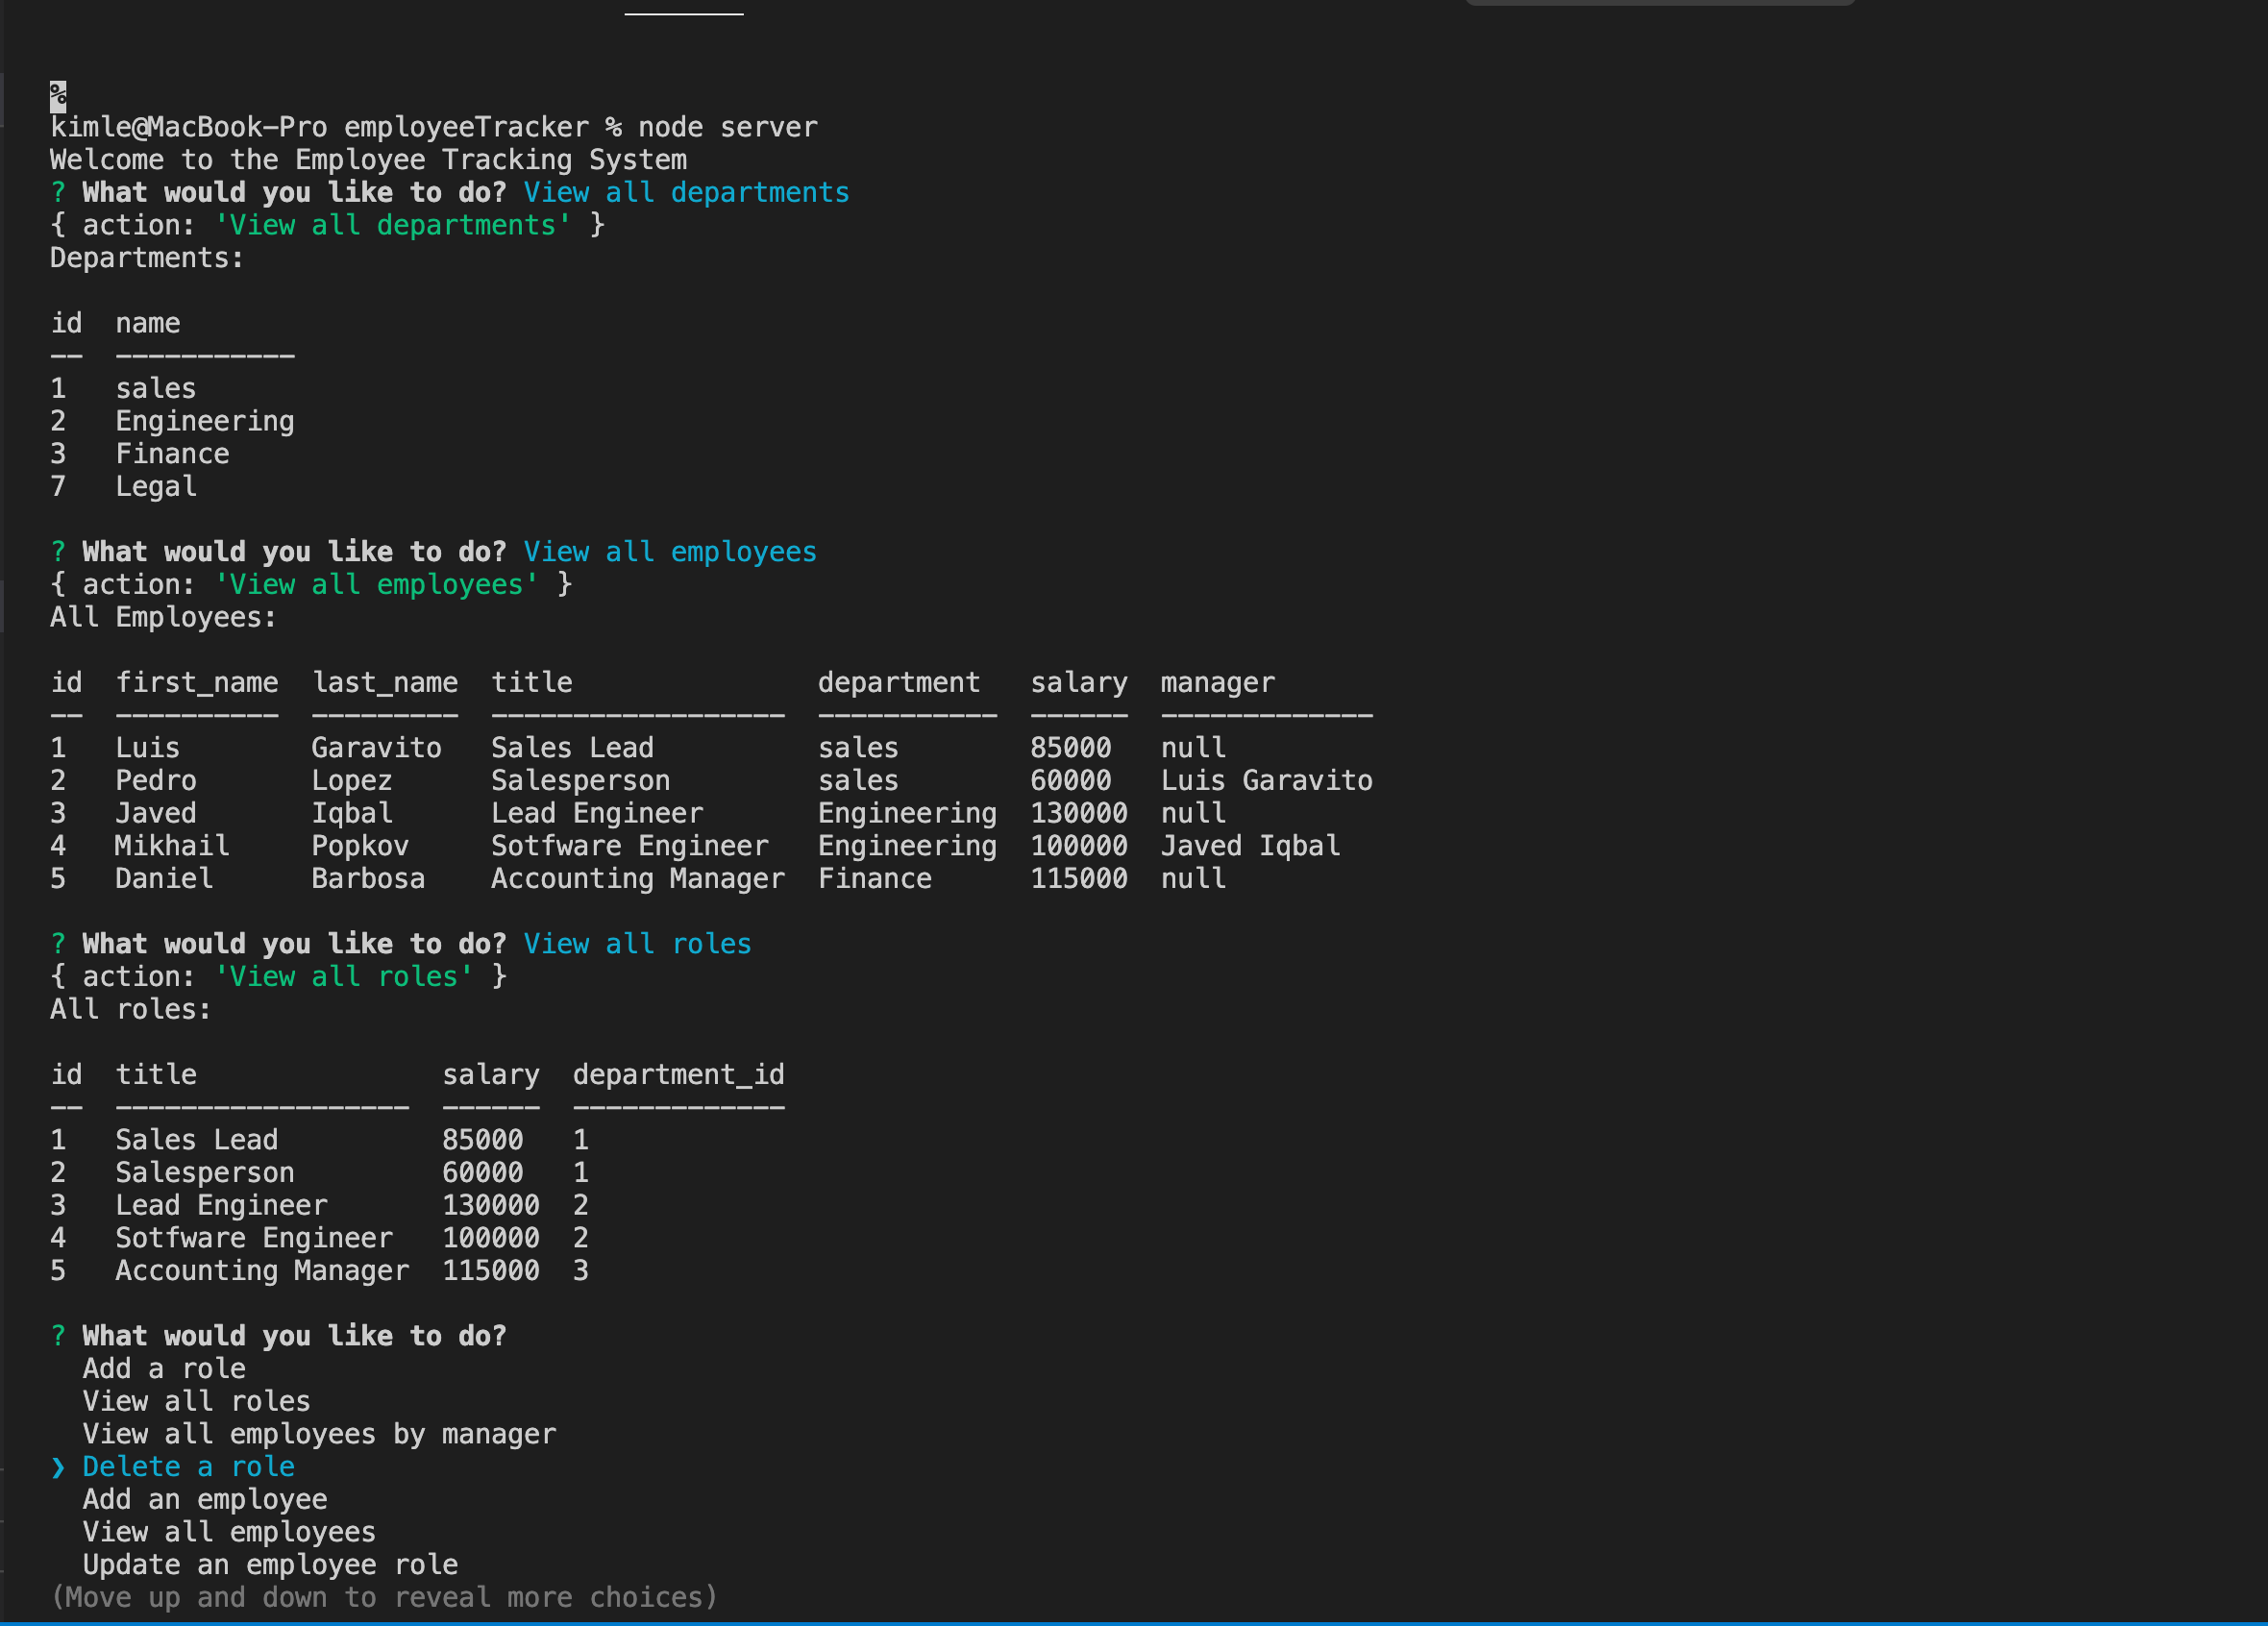 %
kimle@MacBook-Pro employeeTracker % node server
Welcome to the Employee Tracking System
? What would you like to do? View all departments
{ action: 'View all departments' }
Departments:
id  name
--  -----------
1   sales
2   Engineering
3   Finance
7   Legal
? What would you like to do? View all employees
{ action: 'View all employees' }
All Employees:
id  first_name  last_name  title               department   salary  manager
--  ----------  ---------  ------------------  -----------  ------  -------------
1   Luis        Garavito   Sales Lead          sales        85000   null
2   Pedro       Lopez      Salesperson         sales        60000   Luis Garavito
3   Javed       Iqbal      Lead Engineer       Engineering  130000  null
4   Mikhail     Popkov     Sotfware Engineer   Engineering  100000  Javed Iqbal
5   Daniel      Barbosa    Accounting Manager  Finance      115000  null
? What would you like to do? View all roles
{ action: 'View all roles' }
All roles:
id  title               salary  department_id
--  ------------------  ------  -------------
1   Sales Lead          85000   1
2   Salesperson         60000   1
3   Lead Engineer       130000  2
4   Sotfware Engineer   100000  2
5   Accounting Manager  115000  3
? What would you like to do?
  Add a role
  View all roles
  View all employees by manager
❯ Delete a role
  Add an employee
  View all employees
  Update an employee role
(Move up and down to reveal more choices)